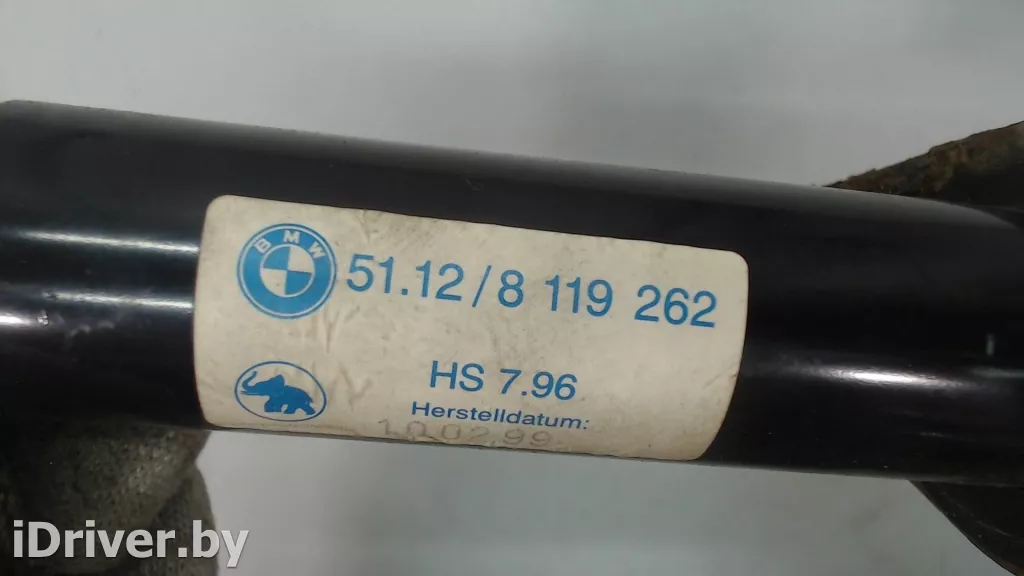 BMW
51.12/8 119 262
HS 7.96
Herstelldatum:
10.02.99
iDriver.by